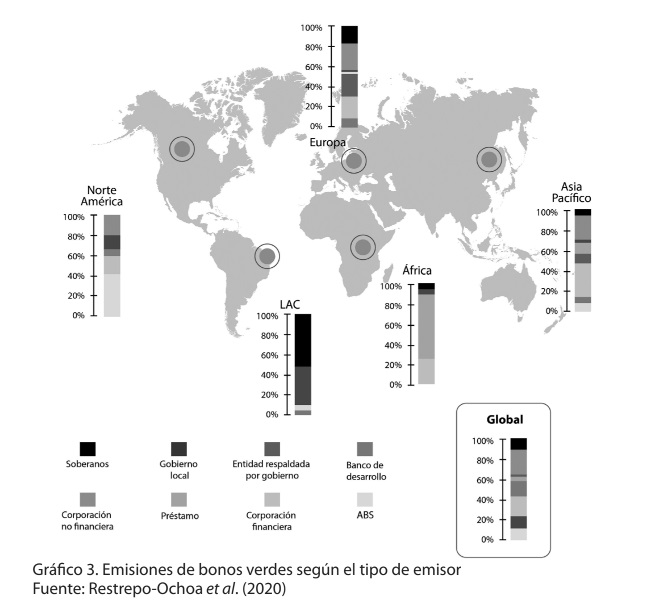 100%
80%
60%
40%
20%
0%
Europa
Norte
América
100%
80%
60%
40%
20%
0%
Asia
Pacífico
100%
80%
60%
40%
20%
0%
África
100%
80%
60%
40%
20%
0%
LAC
100%
80%
60%
40%
20%
0%
Global
100%
80%
60%
40%
20%
0%
Soberanos
Gobierno
local
Entidad respaldada
por gobierno
Banco de
desarrollo
Corporación
no financiera
Préstamo
Corporación
financiera
ABS
Gráfico 3. Emisiones de bonos verdes según el tipo de emisor
Fuente: Restrepo-Ochoa et al. (2020)